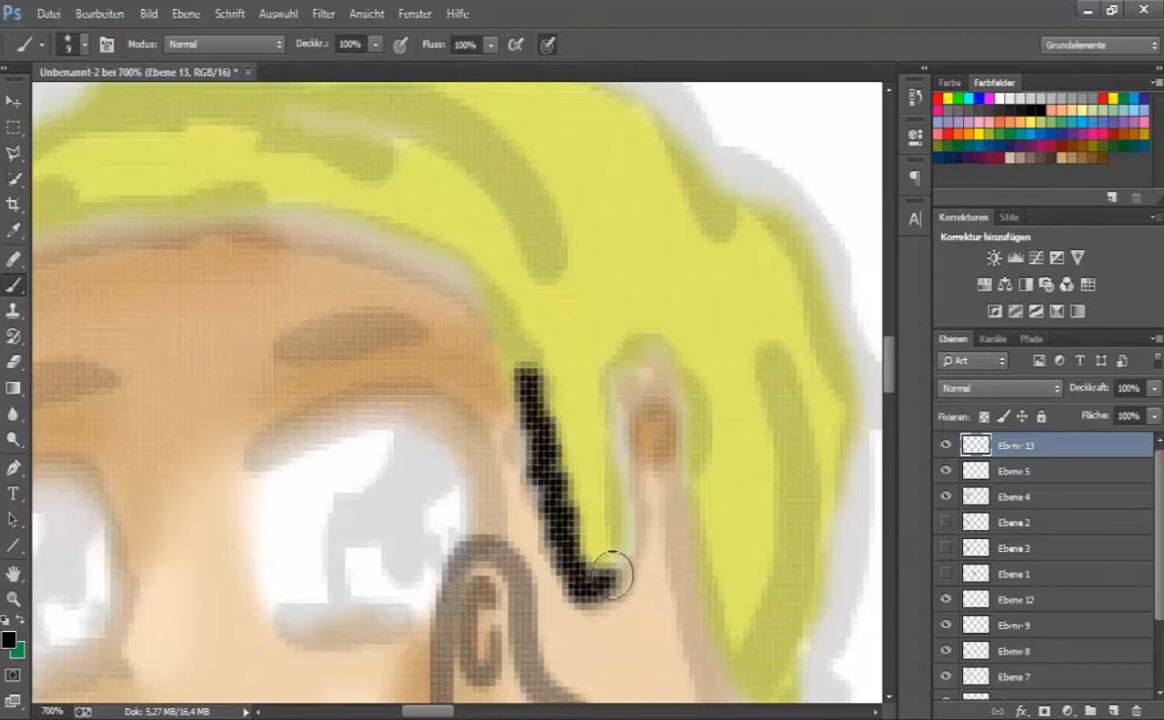 Ps Datei Bearbeiten Bild Ebene Schrift Auswahl Filter Ansicht Fenster Hilfe
9 Modus: Normal Deckkr.: 100% Fluss: 100% Grundelemente
Unbenannt-2 bei 700% (Ebene 13, RGB/16) * ×
Farbe Farbfelder
Korrekturen Stile
Korrektur hinzufügen
Ebenen Kanäle Pfade
Art
Normal Deckkraft: 100%
Fixieren: Fläche: 100%
Ebene 13
Ebene 5
Ebene 4
Ebene 2
Ebene 3
Ebene 1
Ebene 12
Ebene 9
Ebene 8
Ebene 7
700% Dok: 5,27 MB/16,4 MB